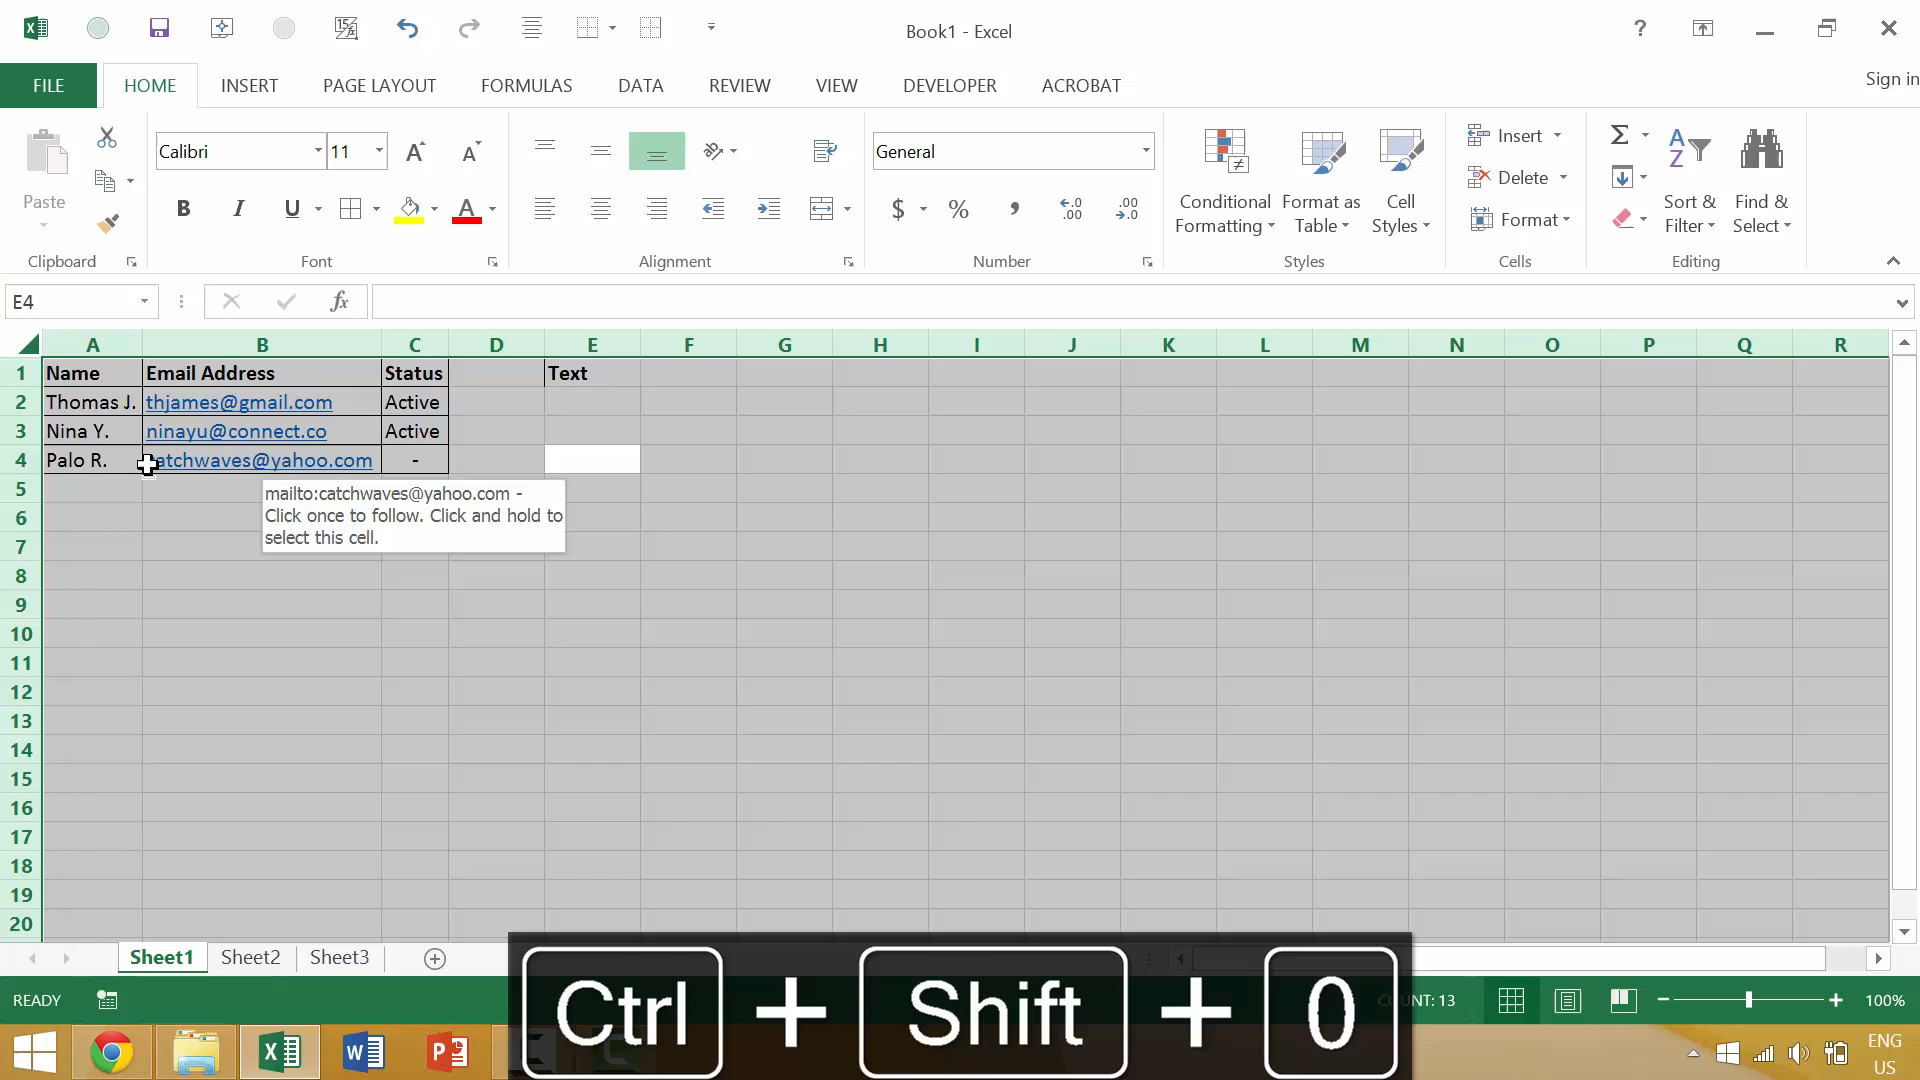 Book1 - Excel
?
Sign in
FILE HOME INSERT PAGE LAYOUT FORMULAS DATA REVIEW VIEW DEVELOPER ACROBAT
Paste
Clipboard
Calibri 11
B I U A
Font
Alignment
General
$ % , .00 .00
Number
Conditional Formatting
Format as Table
Cell Styles
Styles
Insert
Delete
Format
Cells
Sort & Filter
Find & Select
Editing
E4 fx
A B C D E F G H I J K L M N O P Q R
1 Name Email Address Status Text
2 Thomas J. thjames@gmail.com Active
3 Nina Y. ninayu@connect.co Active
4 Palo R. catchwaves@yahoo.com -
5
6
7
8
9
10
11
12
13
14
15
16
17
18
19
20
mailto:catchwaves@yahoo.com -
Click once to follow. Click and hold to
select this cell.
Sheet1 Sheet2 Sheet3
Ctrl + Shift + 0
READY COUNT: 13 100%
ENG
US